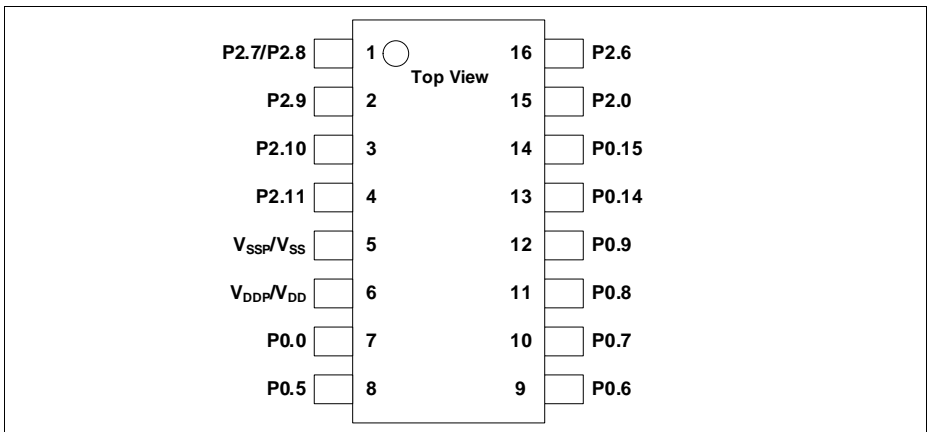 P2.7/P2.8 1 16 P2.6
Top View
P2.9 2 15 P2.0
P2.10 3 14 P0.15
P2.11 4 13 P0.14
VSSP/VSS 5 12 P0.9
VDDP/VDD 6 11 P0.8
P0.0 7 10 P0.7
P0.5 8 9 P0.6